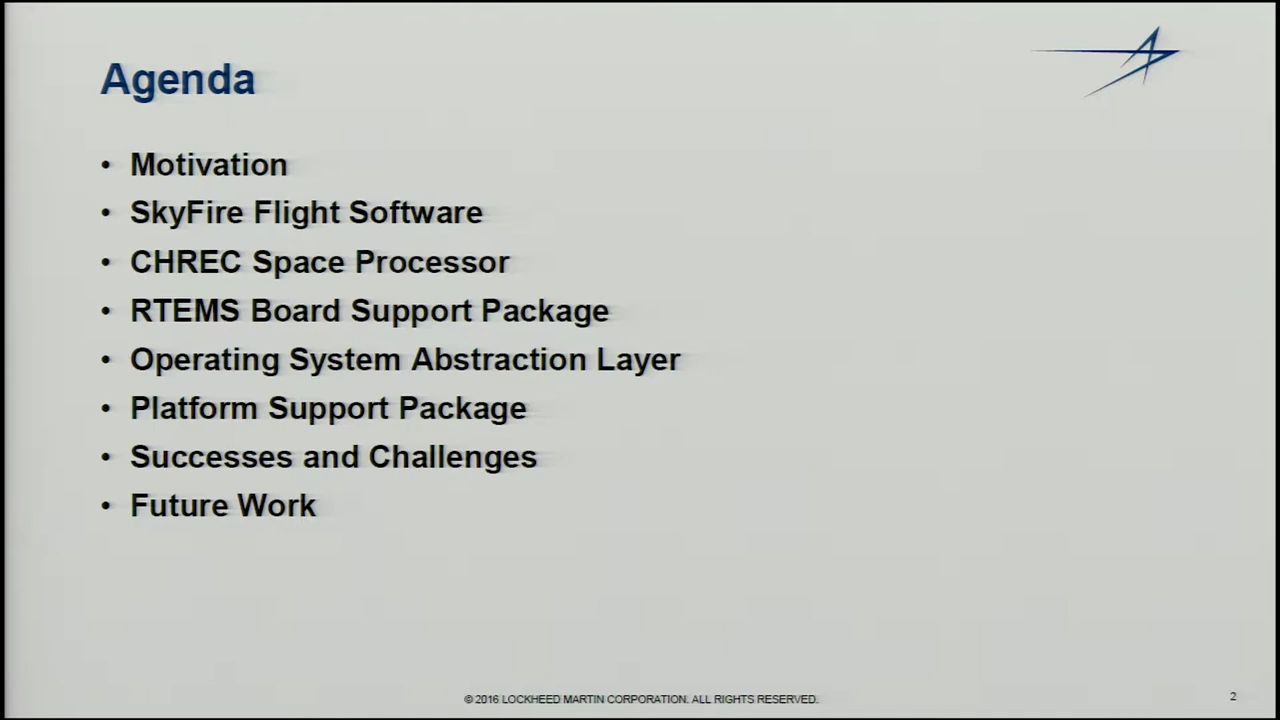 Agenda
• Motivation
• SkyFire Flight Software
• CHREC Space Processor
• RTEMS Board Support Package
• Operating System Abstraction Layer
• Platform Support Package
• Successes and Challenges
• Future Work
© 2016 LOCKHEED MARTIN CORPORATION. ALL RIGHTS RESERVED.
2